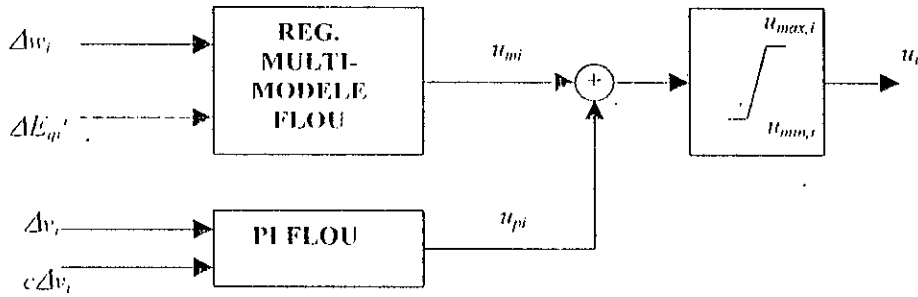 Δw_i
REG.
MULTI-
MODELE
FLOU
u_mi
+
u_max,i
u_min,i
u_i
ΔE_qi'
Δv_i
PI FLOU
u_pi
cΔv_i